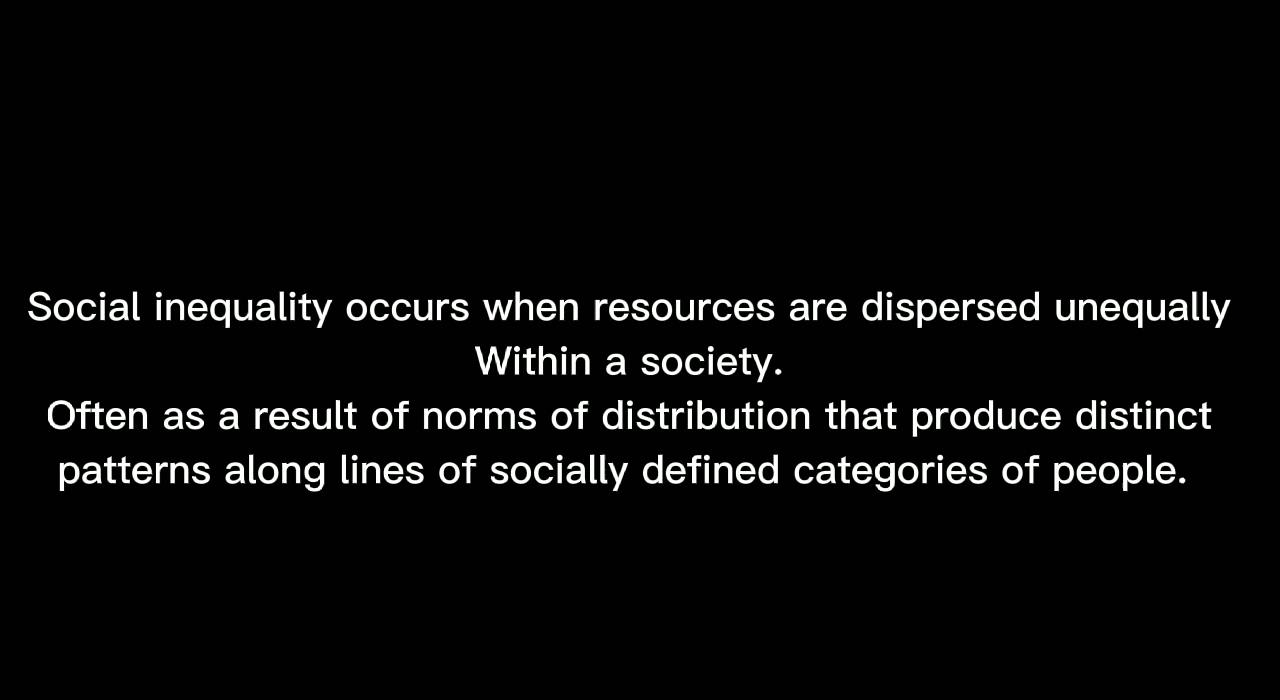 Social inequality occurs when resources are dispersed unequally
Within a society.
Often as a result of norms of distribution that produce distinct
patterns along lines of socially defined categories of people.